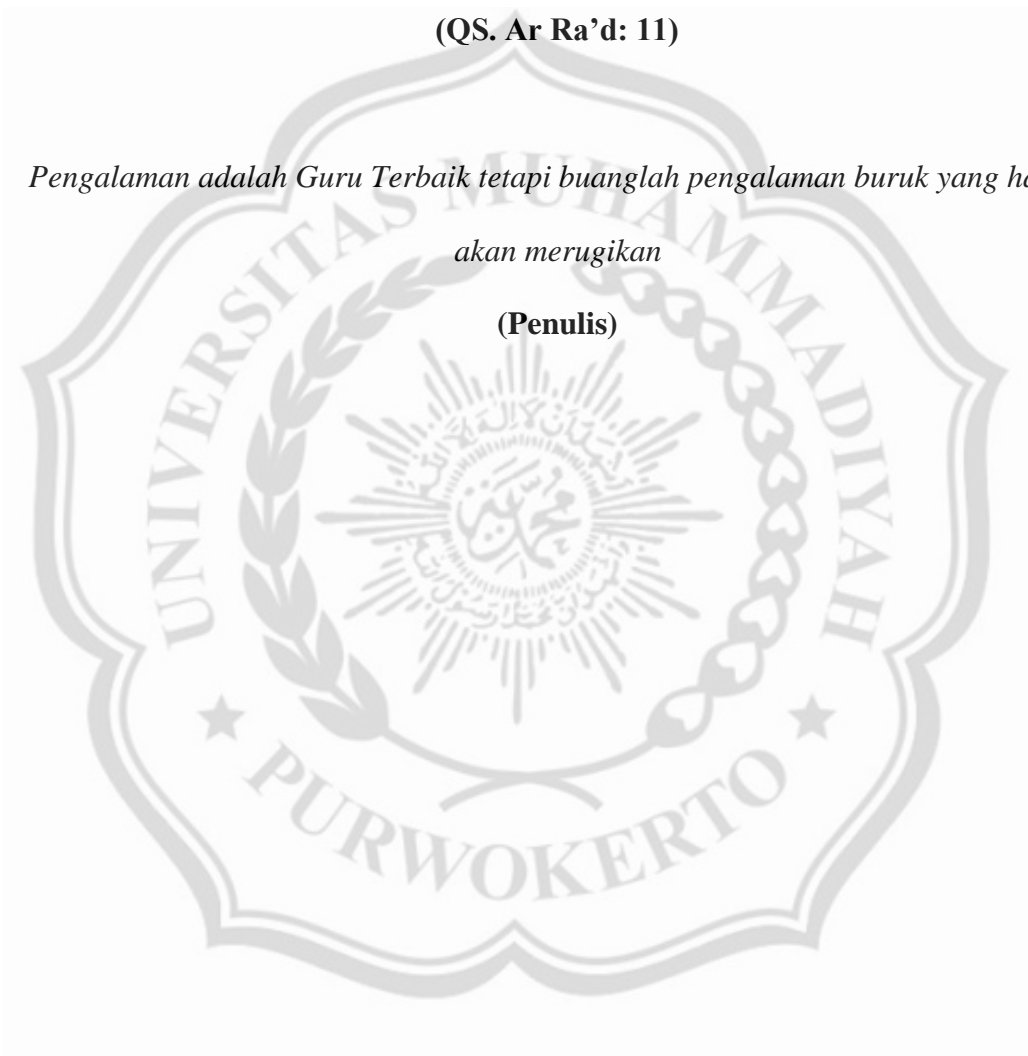 (QS. Ar Ra’d: 11)
Pengalaman adalah Guru Terbaik tetapi buanglah pengalaman buruk yang
akan merugikan
(Penulis)
UNIVERSITAS MUHAMMADIYAH
محمد
PURWOKERTO